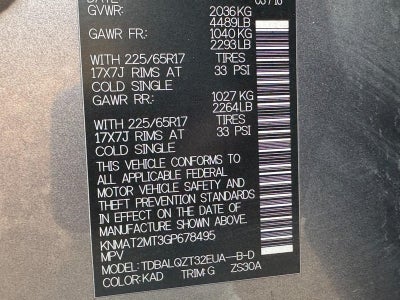 GVWR: 2036KG
4489LB
GAWR FR: 1040 KG
2293LB
WITH 225/65R17 TIRES
17X7J RIMS AT 33 PSI
COLD SINGLE
GAWR RR: 1027 KG
2264LB
WITH 225/65R17 TIRES
17X7J RIMS AT 33 PSI
COLD SINGLE
THIS VEHICLE CONFORMS TO
ALL APPLICABLE FEDERAL
MOTOR VEHICLE SAFETY AND
THEFT PREVENTION STANDARDS
IN EFFECT ON THE DATE OF
MANUFACTURE SHOWN ABOVE.
KNMAT2MT3GP678495
MPV
MODEL: TDBALQZT32EUA--B-D
COLOR: KAD TRIM: G ZS30A